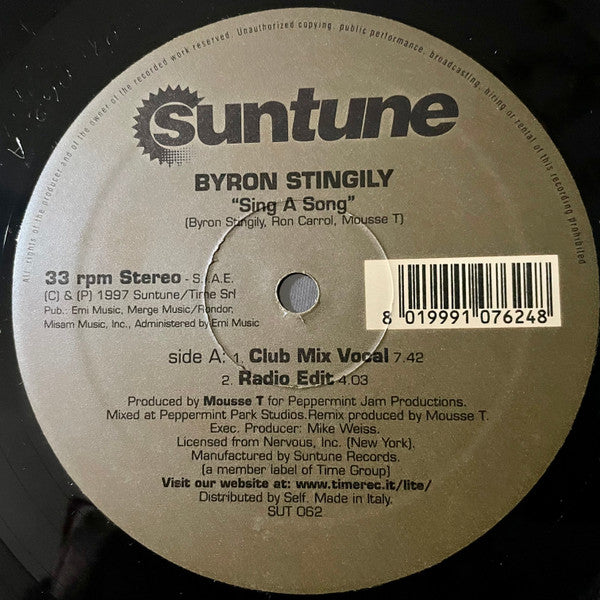 All rights of the producer and of the owner of the recorded work reserved. Unauthorized copying, public performance, broadcasting, hiring or rental of this recording prohibited
suntune
BYRON STINGILY
"Sing A Song"
(Byron Stingily, Ron Carrol, Mousse T)
33 rpm Stereo - S.I.A.E.
(C) & (P) 1997 Suntune/Time Srl
Pub.: Emi Music, Merge Music/Rondor,
Misam Music, Inc., Administered by Emi Music
8 019991 076248
side A: 1. Club Mix Vocal 7.42
2. Radio Edit 4.03
Produced by Mousse T for Peppermint Jam Productions.
Mixed at Peppermint Park Studios.Remix produced by Mousse T.
Exec. Producer: Mike Weiss.
Licensed from Nervous, Inc. (New York).
Manufactured by Suntune Records.
(a member label of Time Group)
Visit our website at: www.timerec.it/lite/
Distributed by Self. Made in Italy.
SUT 062